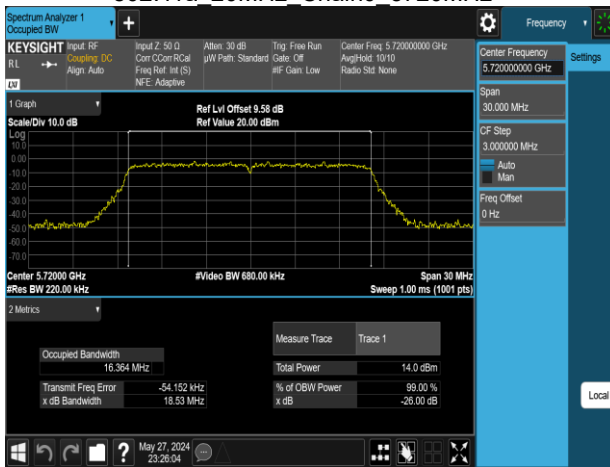 Spectrum Analyzer 1
Occupied BW
+
Frequency
KEYSIGHT
RL
LXI
Input: RF
Coupling: DC
Align: Auto
Input Z: 50 Ω
Corr CCorr RCal
Freq Ref: Int (S)
NFE: Adaptive
Atten: 30 dB
µW Path: Standard
Trig: Free Run
Gate: Off
#IF Gain: Low
Center Freq: 5.720000000 GHz
Avg|Hold: 10/10
Radio Std: None
Center Frequency
5.720000000 GHz
Settings
Span
30.000 MHz
CF Step
3.000000 MHz
Auto
Man
Freq Offset
0 Hz
Local
1 Graph
Scale/Div 10.0 dB
Ref Lvl Offset 9.58 dB
Ref Value 20.00 dBm
Log
10.0
0.00
-10.0
-20.0
-30.0
-40.0
-50.0
-60.0
-70.0
Center 5.72000 GHz
#Res BW 220.00 kHz
#Video BW 680.00 kHz
Span 30 MHz
Sweep 1.00 ms (1001 pts)
2 Metrics
Measure Trace Trace 1
Occupied Bandwidth
16.364 MHz
Total Power 14.0 dBm
Transmit Freq Error -54.152 kHz
% of OBW Power 99.00 %
x dB Bandwidth 18.53 MHz
x dB -26.00 dB
?
May 27, 2024
23:26:04